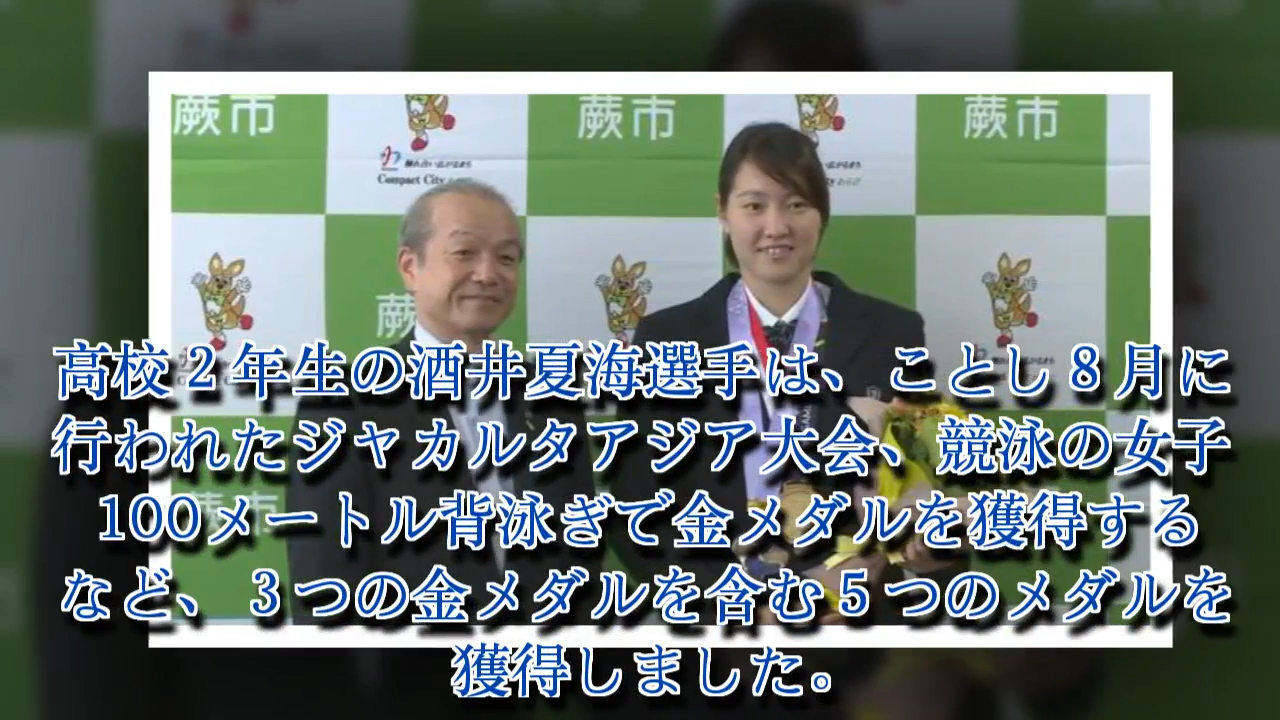 蕨市
蕨市
蕨市
Compact City
蕨
高校２年生の酒井夏海選手は、ことし８月に
行われたジャカルタアジア大会、競泳の女子
100メートル背泳ぎで金メダルを獲得する
など、３つの金メダルを含む５つのメダルを
獲得しました。